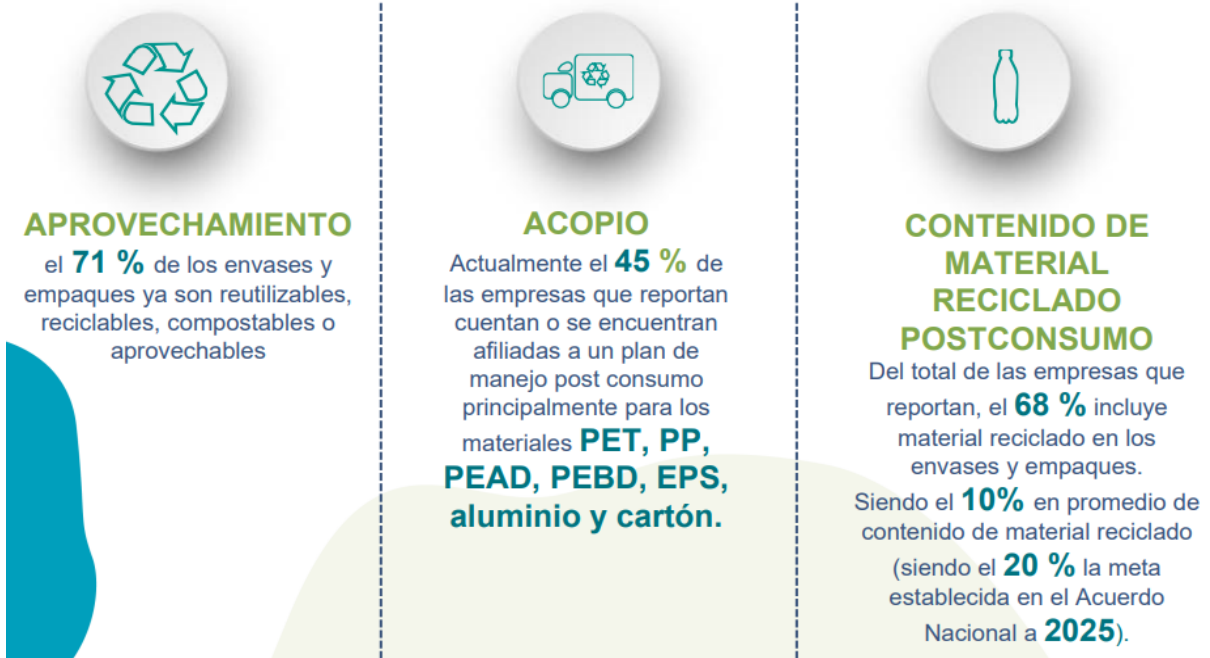 APROVECHAMIENTO
el 71 % de los envases y
empaques ya son reutilizables,
reciclables, compostables o
aprovechables
ACOPIO
Actualmente el 45 % de
las empresas que reportan
cuentan o se encuentran
afiliadas a un plan de
manejo post consumo
principalmente para los
materiales PET, PP,
PEAD, PEBD, EPS,
aluminio y cartón.
CONTENIDO DE
MATERIAL
RECICLADO
POSTCONSUMO
Del total de las empresas que
reportan, el 68 % incluye
material reciclado en los
envases y empaques.
Siendo el 10% en promedio de
contenido de material reciclado
(siendo el 20 % la meta
establecida en el Acuerdo
Nacional a 2025).